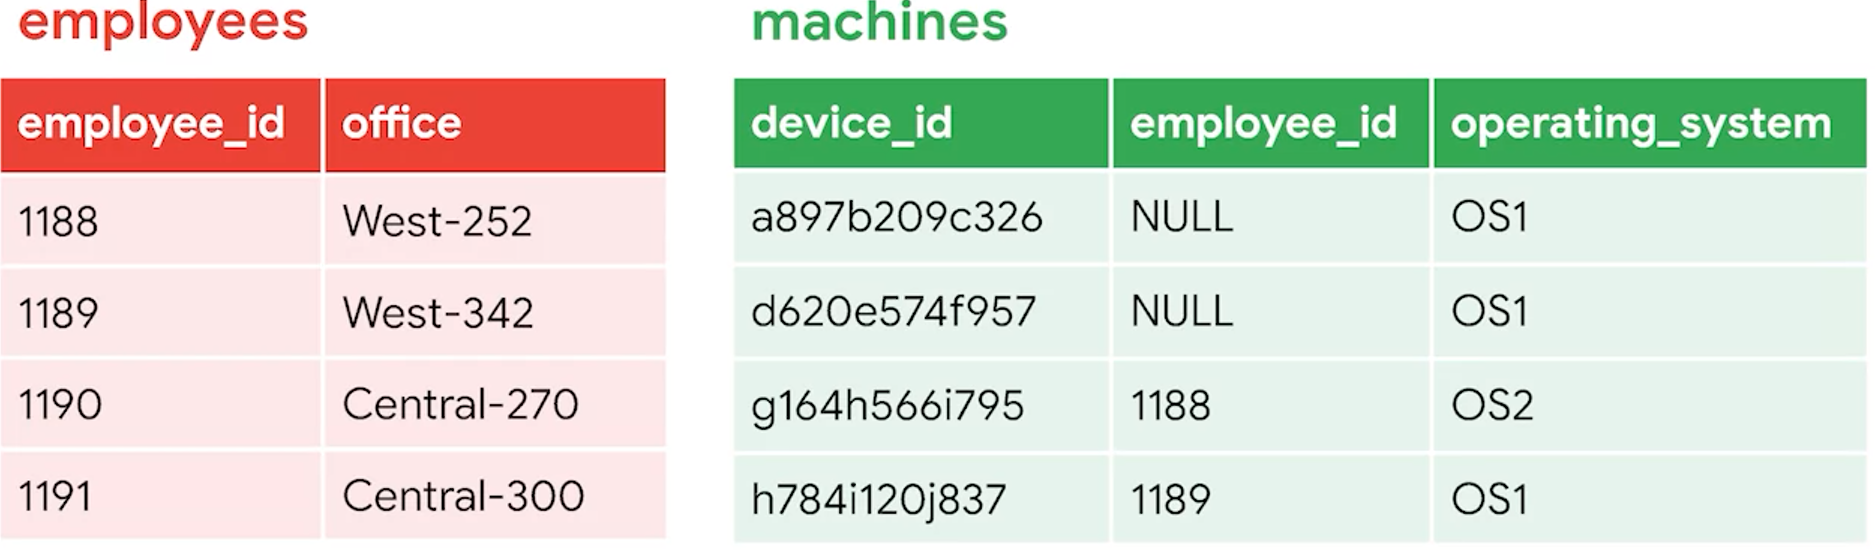 employees
employee_id office
1188 West-252
1189 West-342
1190 Central-270
1191 Central-300
machines
device_id employee_id operating_system
a897b209c326 NULL OS1
d620e574f957 NULL OS1
g164h566i795 1188 OS2
h784i120j837 1189 OS1